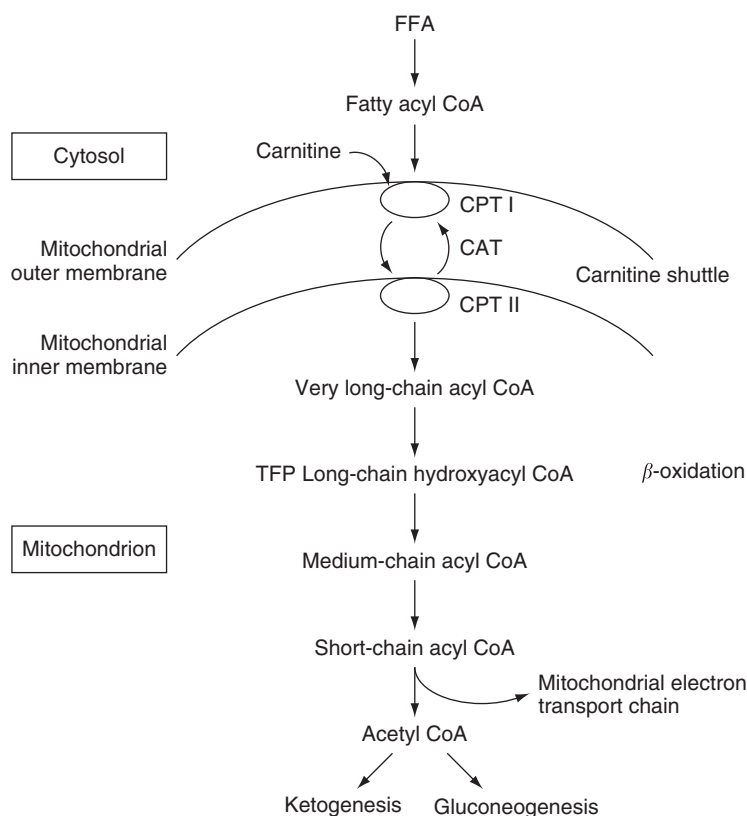 FFA
Fatty acyl CoA
Cytosol
Carnitine
CPT I
Mitochondrial
outer membrane
CAT
Carnitine shuttle
CPT II
Mitochondrial
inner membrane
Very long-chain acyl CoA
TFP Long-chain hydroxyacyl CoA
β-oxidation
Mitochondrion
Medium-chain acyl CoA
Short-chain acyl CoA
Mitochondrial electron
transport chain
Acetyl CoA
Ketogenesis
Gluconeogenesis